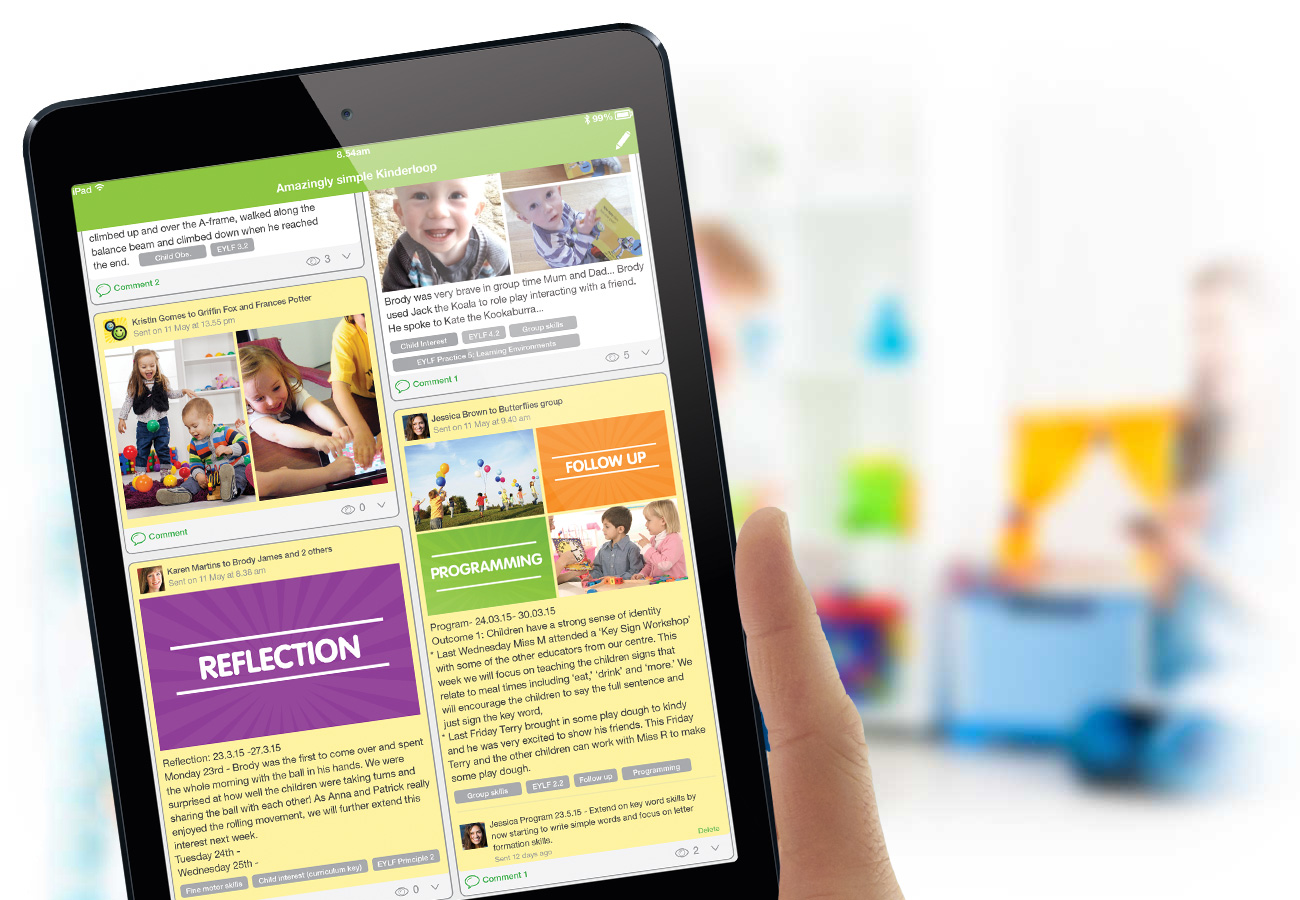 iPad
8.54am
99%
Amazingly simple Kinderloop
climbed up and over the A-frame, walked along the
balance beam and climbed down when he reached
the end.
Child Obs.
EYLF 3.2
3
Comment 2
Kristin Gomes to Griffin Fox and Frances Potter
Sent on 11 May at 13.55 pm
0
Comment
Karen Martins to Brody James and 2 others
Sent on 11 May at 8.38 am
REFLECTION
Reflection: 23.3.15 -27.3.15
Monday 23rd - Brody was the first to come over and spent
the whole morning with the ball in his hands. We were
surprised at how well the children were taking turns and
sharing the ball with each other! As Anna and Patrick really
enjoyed the rolling movement, we will further extend this
interest next week.
Tuesday 24th -
Wednesday 25th -
Fine motor skills
Child interest (curriculum key)
EYLF Principle 2
0
Brody was very brave in group time Mum and Dad... Brody
used Jack the Koala to role play interacting with a friend.
He spoke to Kate the Kookaburra...
Child Interest
EYLF 4.2
Group skills
EYLF Practice 5: Learning Environments
5
Comment 1
Jessica Brown to Butterflies group
Sent on 11 May at 9.40 am
FOLLOW UP
PROGRAMMING
Program- 24.03.15- 30.03.15
Outcome 1: Children have a strong sense of identity
* Last Wednesday Miss M attended a 'Key Sign Workshop'
with some of the other educators from our centre. This
week we will focus on teaching the children signs that
relate to meal times including 'eat,' 'drink' and 'more.' We
will encourage the children to say the full sentence and
just sign the key word,
* Last Friday Terry brought in some play dough to kindy
and he was very excited to show his friends. This Friday
Terry and the other children can work with Miss R to make
some play dough.
Group skills
EYLF 2.2
Follow up
Programming
Jessica Program 23.5.15 - Extend on key word skills by
now starting to write simple words and focus on letter
formation skills.
Sent 12 days ago
Delete
2
Comment 1